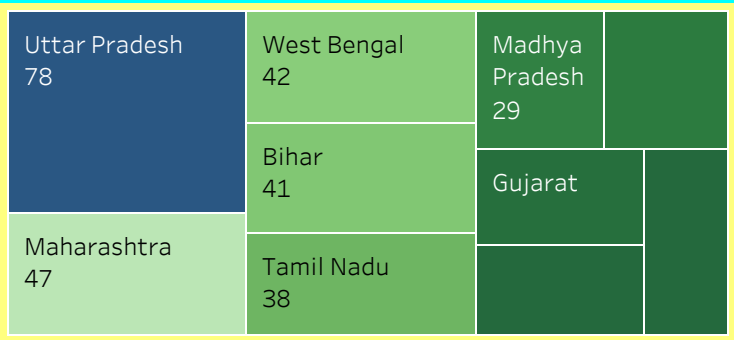 Uttar Pradesh
78
Maharashtra
47
West Bengal
42
Bihar
41
Tamil Nadu
38
Madhya
Pradesh
29
Gujarat